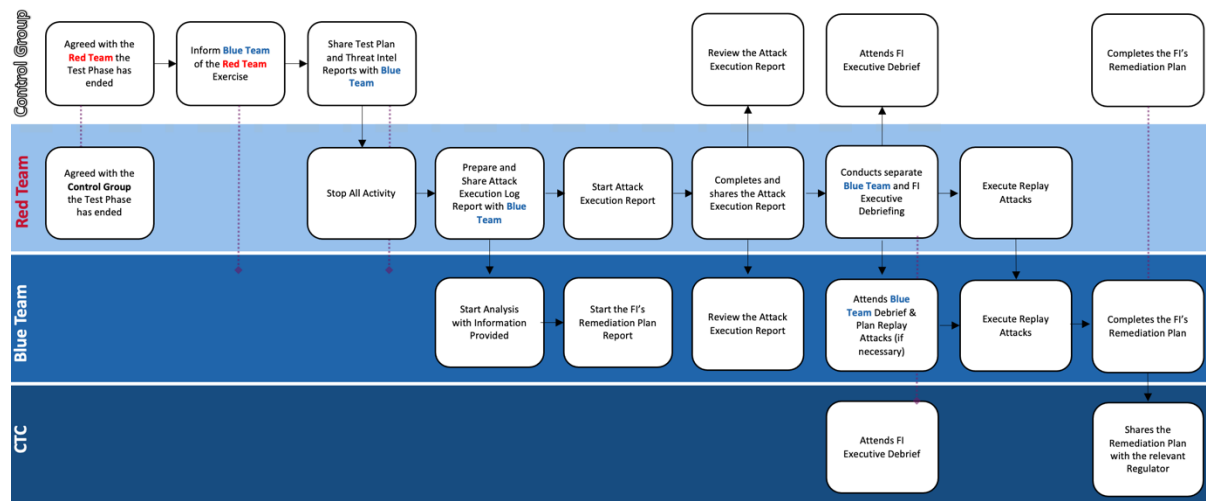 Control Group
Agreed with the
Red Team the
Test Phase has
ended
Inform Blue Team
of the Red Team
Exercise
Share Test Plan
and Threat Intel
Reports with Blue
Team
Review the Attack
Execution Report
Attends FI
Executive Debrief
Completes the FI's
Remediation Plan
Red Team
Agreed with the
Control Group
the Test Phase
has ended
Stop All Activity
Prepare and
Share Attack
Execution Log
Report with Blue
Team
Start Attack
Execution Report
Completes and
shares the Attack
Execution Report
Conducts separate
Blue Team and FI
Executive
Debriefing
Execute Replay
Attacks
Blue Team
Start Analysis
with Information
Provided
Start the FI's
Remediation Plan
Report
Review the Attack
Execution Report
Attends Blue
Team Debrief &
Plan Replay
Attacks (if
necessary)
Execute Replay
Attacks
Completes the FI's
Remediation Plan
CTC
Attends FI
Executive Debrief
Shares the
Remediation Plan
with the relevant
Regulator